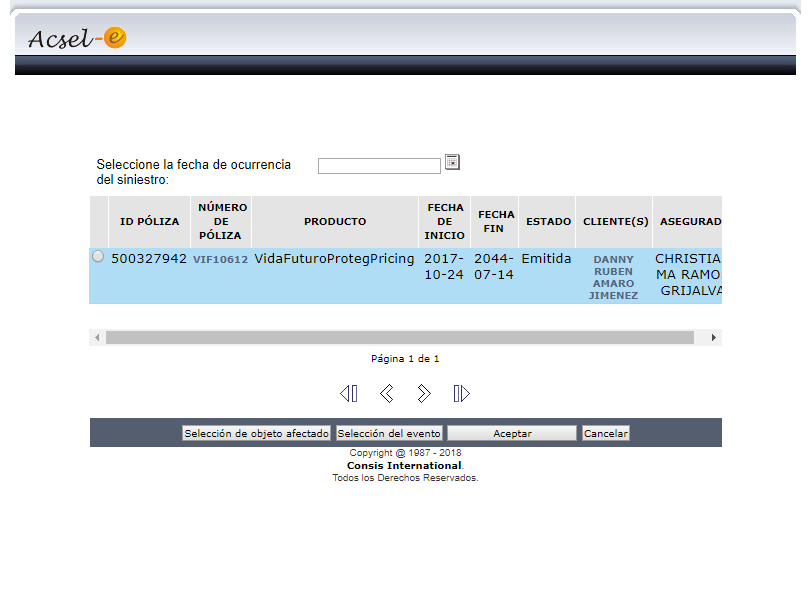 Acsel-e
Seleccione la fecha de ocurrencia
del siniestro:
ID PÓLIZA
NÚMERO
DE
PÓLIZA
PRODUCTO
FECHA
DE
INICIO
FECHA
FIN
ESTADO
CLIENTE(S)
ASEGURAD
500327942
VIF10612
VidaFuturoProtegPricing
2017-
10-24
2044-
07-14
Emitida
DANNY
RUBEN
AMARO
JIMENEZ
CHRISTIA
MA RAMO
GRIJALVA
Página 1 de 1
Selección de objeto afectado Selección del evento Aceptar Cancelar
Copyright @ 1987 - 2018
Consis International.
Todos los Derechos Reservados.